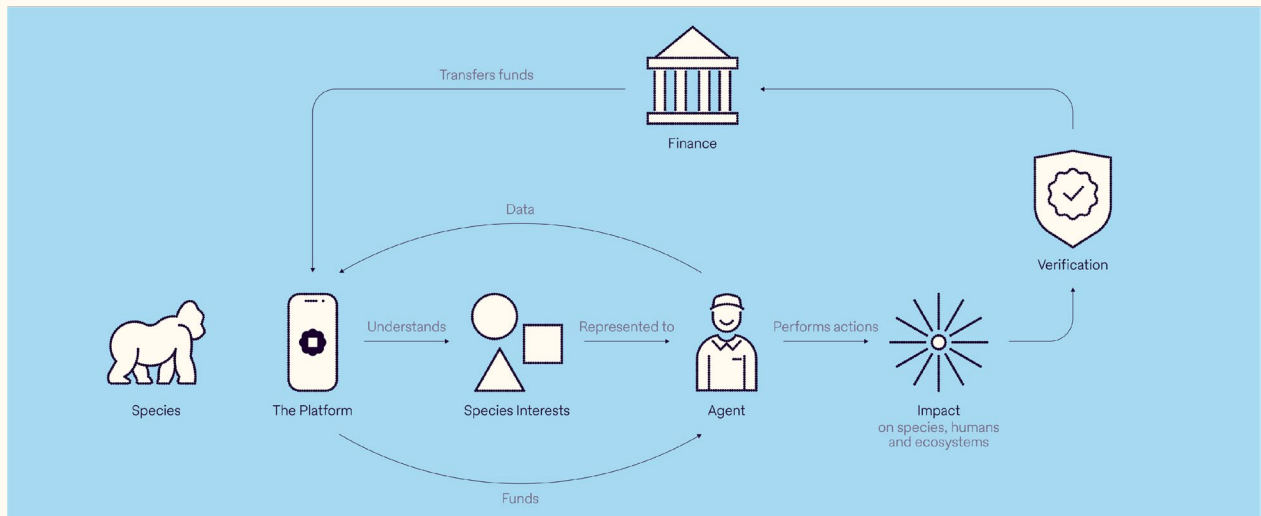 Transfers funds
Finance
Data
Verification
Understands
Represented to
Performs actions
Species
The Platform
Species Interests
Agent
Impact
on species, humans
and ecosystems
Funds